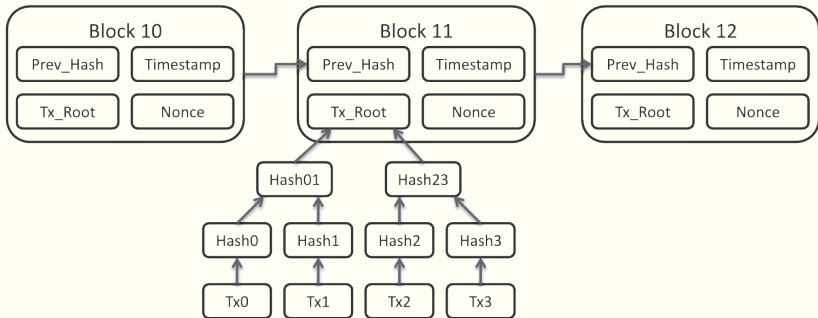 Block 10
Block 11
Block 12
Prev_Hash
Timestamp
Prev_Hash
Timestamp
Prev_Hash
Timestamp
Tx_Root
Nonce
Tx_Root
Nonce
Tx_Root
Nonce
Hash01
Hash23
Hash0
Hash1
Hash2
Hash3
Tx0
Tx1
Tx2
Tx3